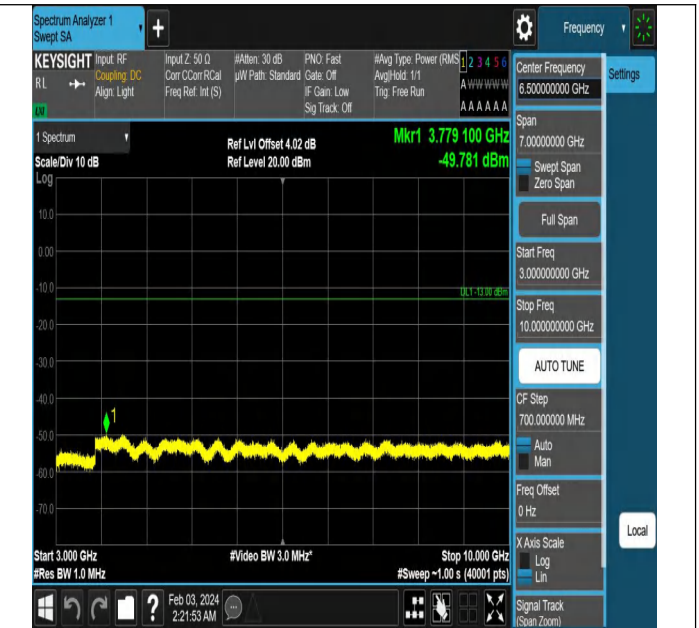 Spectrum Analyzer 1
Swept SA
+
Frequency
KEYSIGHT
RL
Input: RF
Coupling: DC
Align: Light
Input Z: 50 Ω
Corr CCorr RCal
Freq Ref: Int (S)
#Atten: 30 dB
µW Path: Standard
PNO: Fast
Gate: Off
IF Gain: Low
Sig Track: Off
#Avg Type: Power (RMS
Avg|Hold: 1/1
Trig: Free Run
1 2 3 4 5 6
A W W W W W
A A A A A A
1 Spectrum
Scale/Div 10 dB
Log
Ref Lvl Offset 4.02 dB
Ref Level 20.00 dBm
Mkr1 3.779 100 GHz
-49.781 dBm
10.0
0.00
-10.0
-20.0
-30.0
-40.0
-50.0
-60.0
-70.0
DL1 -13.00 dBm
1
Start 3.000 GHz
#Res BW 1.0 MHz
#Video BW 3.0 MHz*
Stop 10.000 GHz
#Sweep ~1.00 s (40001 pts)
?
Feb 03, 2024
2:21:53 AM
Center Frequency
6.500000000 GHz
Settings
Span
7.00000000 GHz
Swept Span
Zero Span
Full Span
Start Freq
3.000000000 GHz
Stop Freq
10.000000000 GHz
AUTO TUNE
CF Step
700.000000 MHz
Auto
Man
Freq Offset
0 Hz
X Axis Scale
Log
Lin
Local
Signal Track
(Span Zoom)